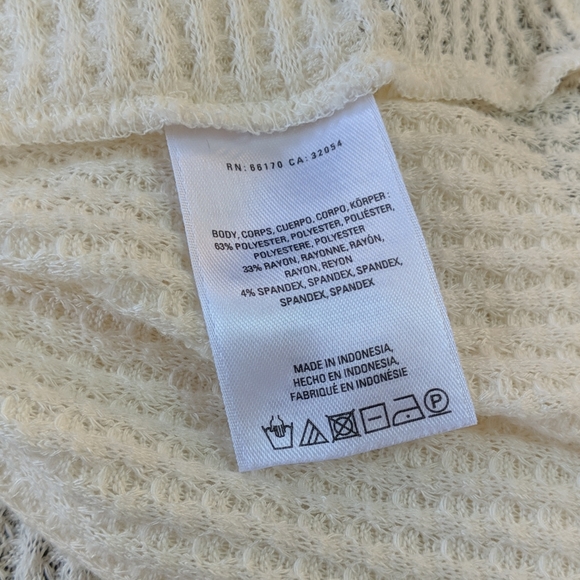 RN: 66170 CA: 32054
BODY, CORPS, CUERPO, CORPO, KÖRPER :
63% POLYESTER, POLYESTER, POLIÉSTER,
POLYESTERE, POLYESTER
33% RAYON, RAYONNE, RAYÓN,
RAYON, REYON
4% SPANDEX, SPANDEX, SPANDEX,
SPANDEX, SPANDEX
MADE IN INDONESIA,
HECHO EN INDONESIA,
FABRIQUÉ EN INDONÉSIE
P